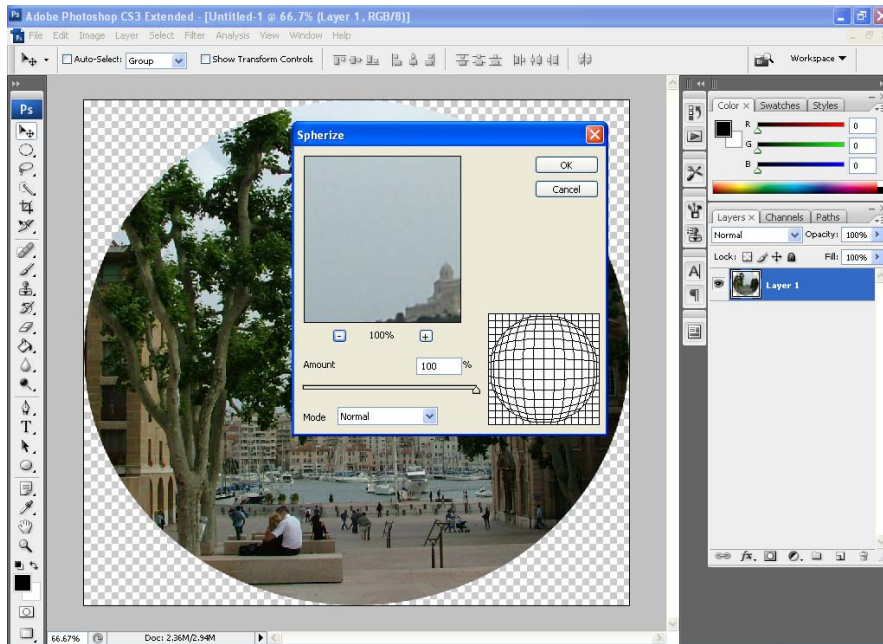 Ps Adobe Photoshop CS3 Extended - [Untitled-1 @ 66.7% (Layer 1, RGB/8)]
File Edit Image Layer Select Filter Analysis View Window Help
Auto-Select: Group Show Transform Controls Workspace
Ps
T
Spherize
OK
Cancel
100%
Amount 100 %
Mode Normal
Color x Swatches Styles
R 0
G 0
B 0
A
Layers x Channels Paths
Normal Opacity: 100%
Lock: Fill: 100%
Layer 1
fx.
66.67% Doc: 2.36M/2.94M